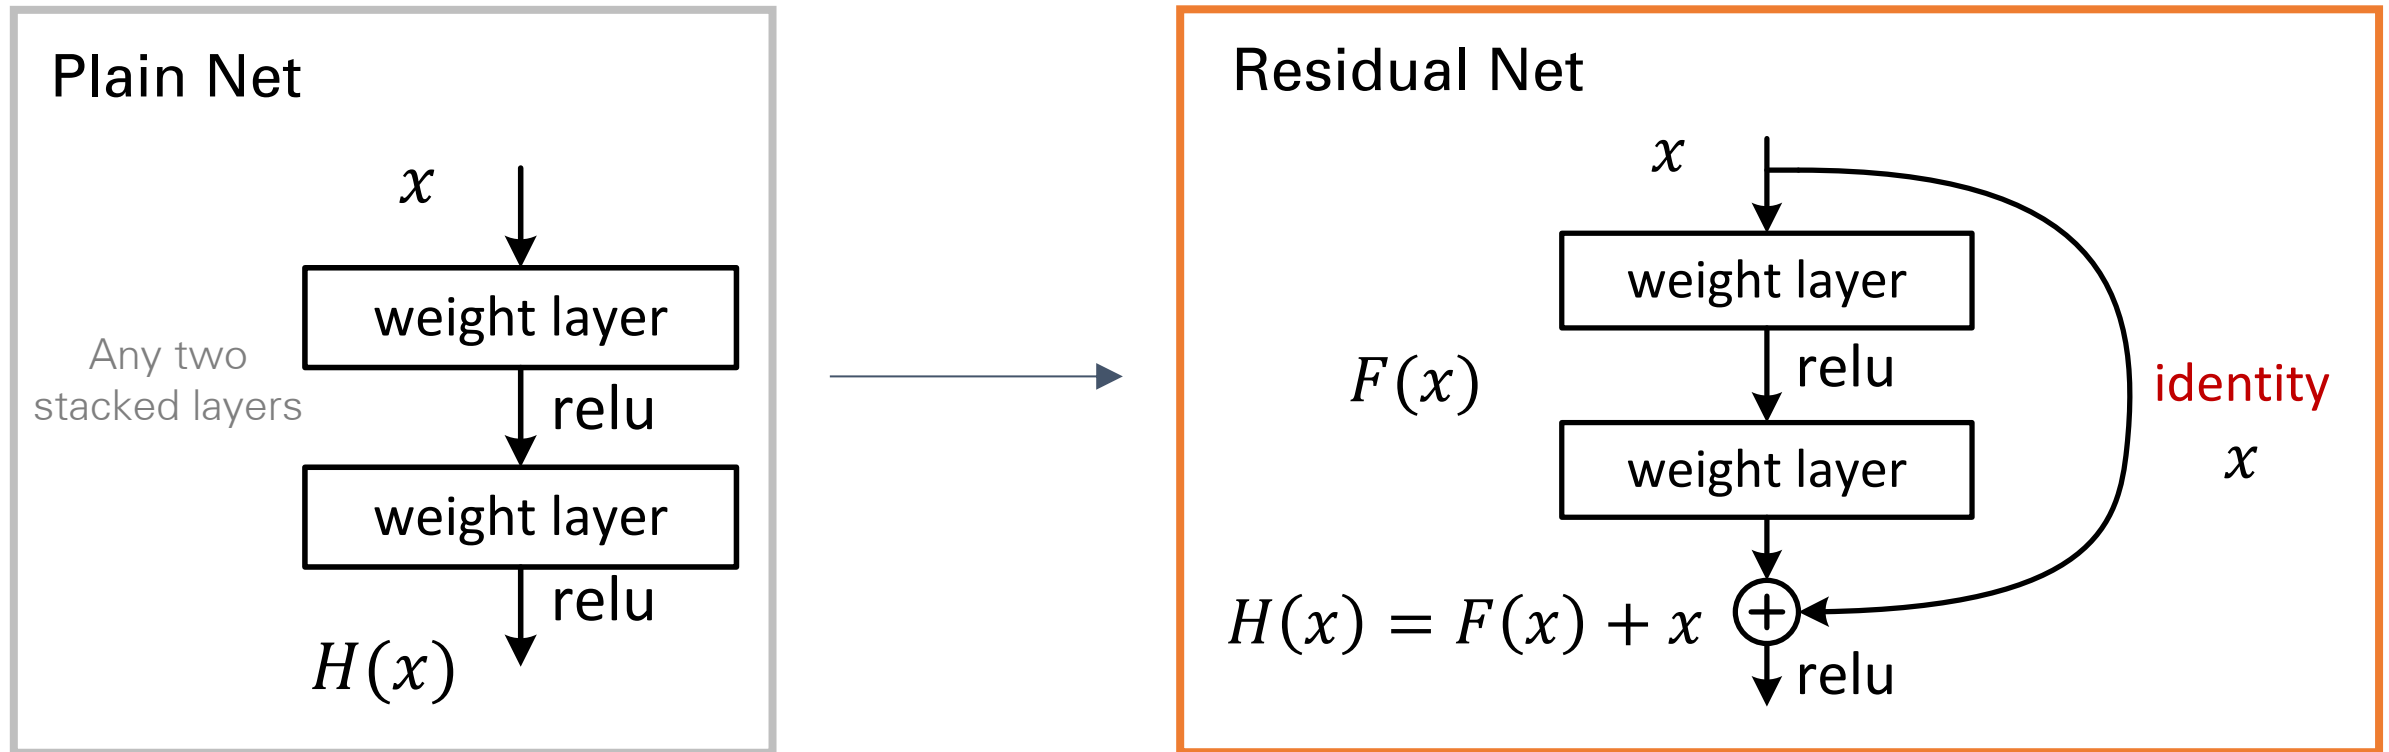 Plain Net
x
weight layer
Any two
stacked layers
relu
weight layer
relu
H(x)
Residual Net
x
weight layer
F(x)
relu
identity
x
weight layer
H(x) = F(x) + x
+
relu